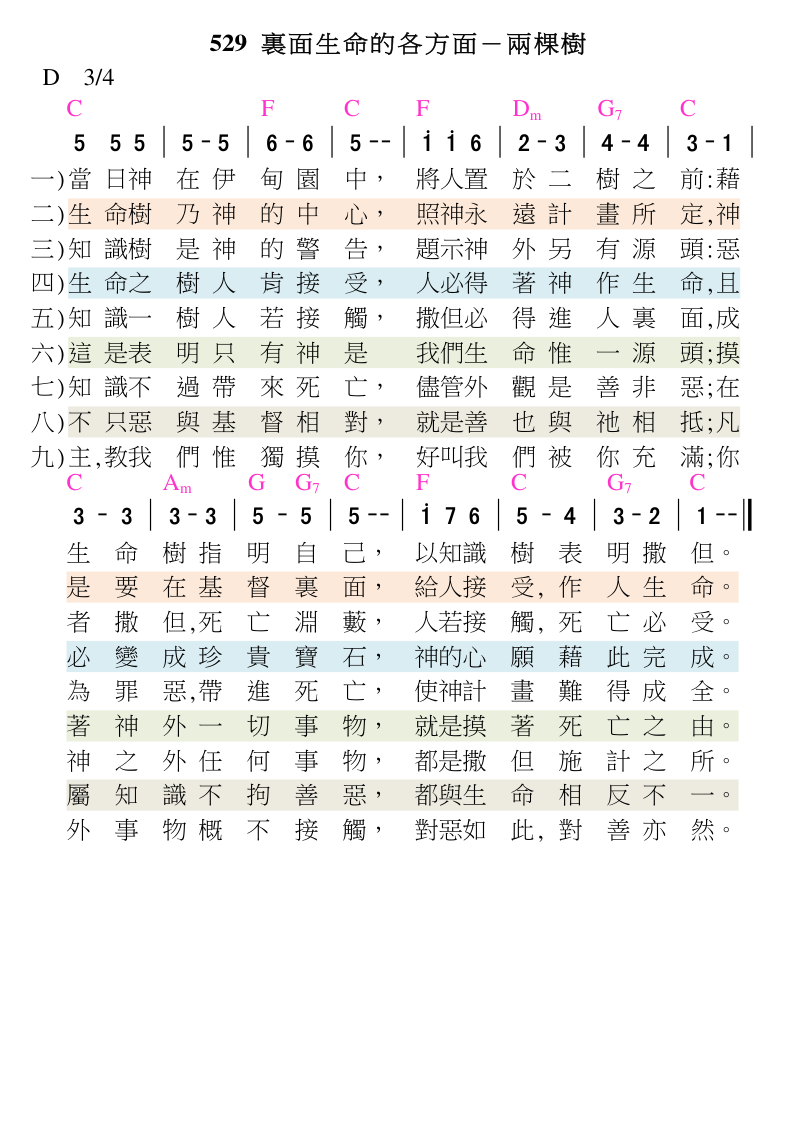 529 裏面生命的各方面－兩棵樹
D 3/4
C F C F Dm G7 C
5 5 5 | 5 - 5 | 6 - 6 | 5 - - | i i 6 | 2 - 3 | 4 - 4 | 3 - 1 |
一)當日神在伊甸園中，將人置於二樹之前:藉
二)生命樹乃神的中心，照神永遠計畫所定,神
三)知識樹是神的警告，題示神外另有源頭:惡
四)生命之樹人肯接受，人必得著神作生命,且
五)知識一樹人若接觸，撒但必得進人裏面,成
六)這是表明只有神是 我們生命惟一源頭;摸
七)知識不過帶來死亡，儘管外觀是善非惡;在
八)不只惡與基督相對，就是善也與祂相抵;凡
九)主,教我們惟獨摸你，好叫我們被你充滿;你
C Am G G7 C F C G7 C
3 - 3 | 3 - 3 | 5 - 5 | 5 - - | i 7 6 | 5 - 4 | 3 - 2 | 1 - - ‖
生命樹指明自己，以知識樹表明撒但。
是要在基督裏面，給人接受,作人生命。
者撒但,死亡淵藪，人若接觸,死亡必受。
必變成珍貴寶石，神的心願藉此完成。
為罪惡,帶進死亡，使神計畫難得成全。
著神外一切事物，就是摸著死亡之由。
神之外任何事物，都是撒但施計之所。
屬知識不拘善惡，都與生命相反不一。
外事物概不接觸，對惡如此,對善亦然。